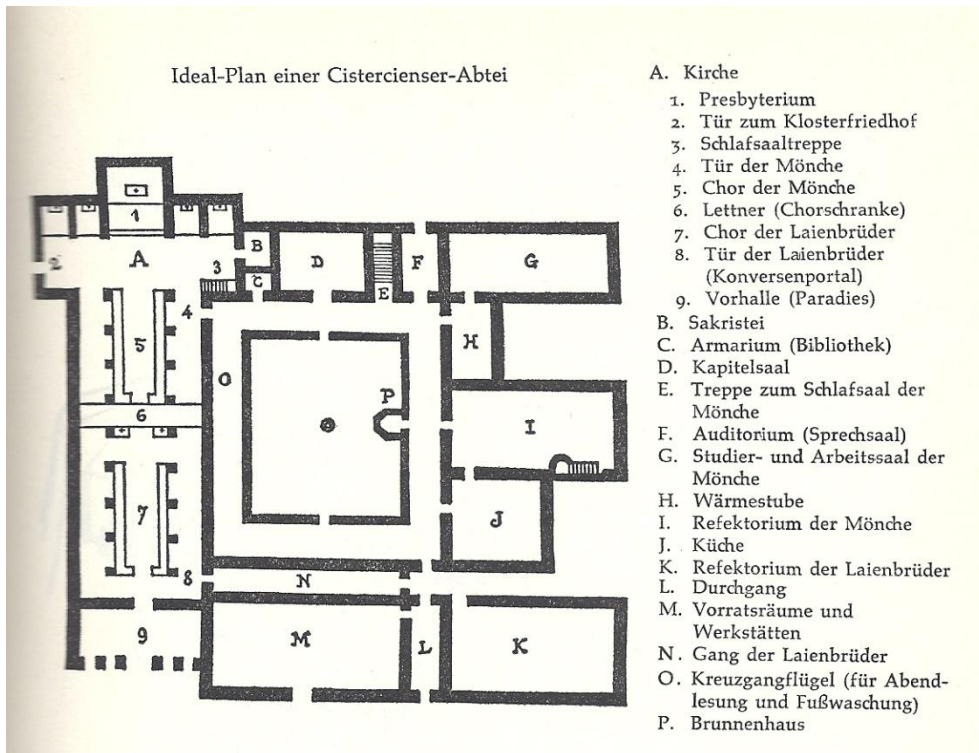 Ideal-Plan einer Cistercienser-Abtei
A. Kirche
1. Presbyterium
2. Tür zum Klosterfriedhof
3. Schlafsaaltreppe
4. Tür der Mönche
5. Chor der Mönche
6. Lettner (Chorschranke)
7. Chor der Laienbrüder
8. Tür der Laienbrüder
(Konversenportal)
9. Vorhalle (Paradies)
B. Sakristei
C. Armarium (Bibliothek)
D. Kapitelsaal
E. Treppe zum Schlafsaal der
Mönche
F. Auditorium (Sprechsaal)
G. Studier- und Arbeitssaal der
Mönche
H. Wärmestube
I. Refektorium der Mönche
J. Küche
K. Refektorium der Laienbrüder
L. Durchgang
M. Vorratsräume und
Werkstätten
N. Gang der Laienbrüder
O. Kreuzgangflügel (für Abend-
lesung und Fußwaschung)
P. Brunnenhaus
1
2
A
3
B
C
D
E
F
G
4
H
5
O
P
6
I
7
J
8
N
9
M
L
K